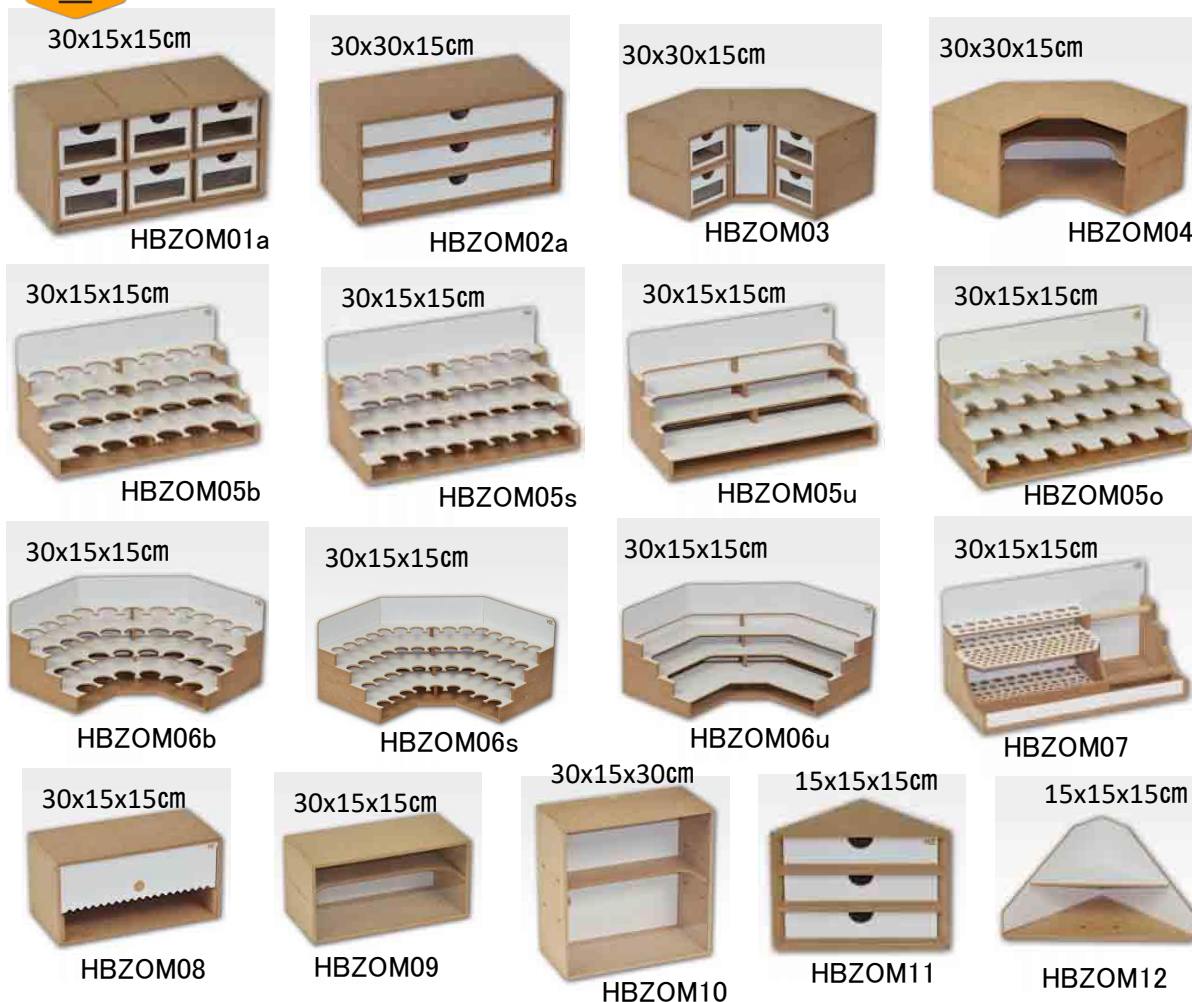 30x15x15cm
30x30x15cm
30x30x15cm
30x30x15cm
HBZOM01a
HBZOM02a
HBZOM03
HBZOM04
30x15x15cm
30x15x15cm
30x15x15cm
30x15x15cm
HBZOM05b
HBZOM05s
HBZOM05u
HBZOM05o
30x15x15cm
30x15x15cm
30x15x15cm
30x15x15cm
HBZOM06b
HBZOM06s
HBZOM06u
HBZOM07
30x15x15cm
30x15x15cm
30x15x30cm
15x15x15cm
15x15x15cm
HBZOM08
HBZOM09
HBZOM10
HBZOM11
HBZOM12